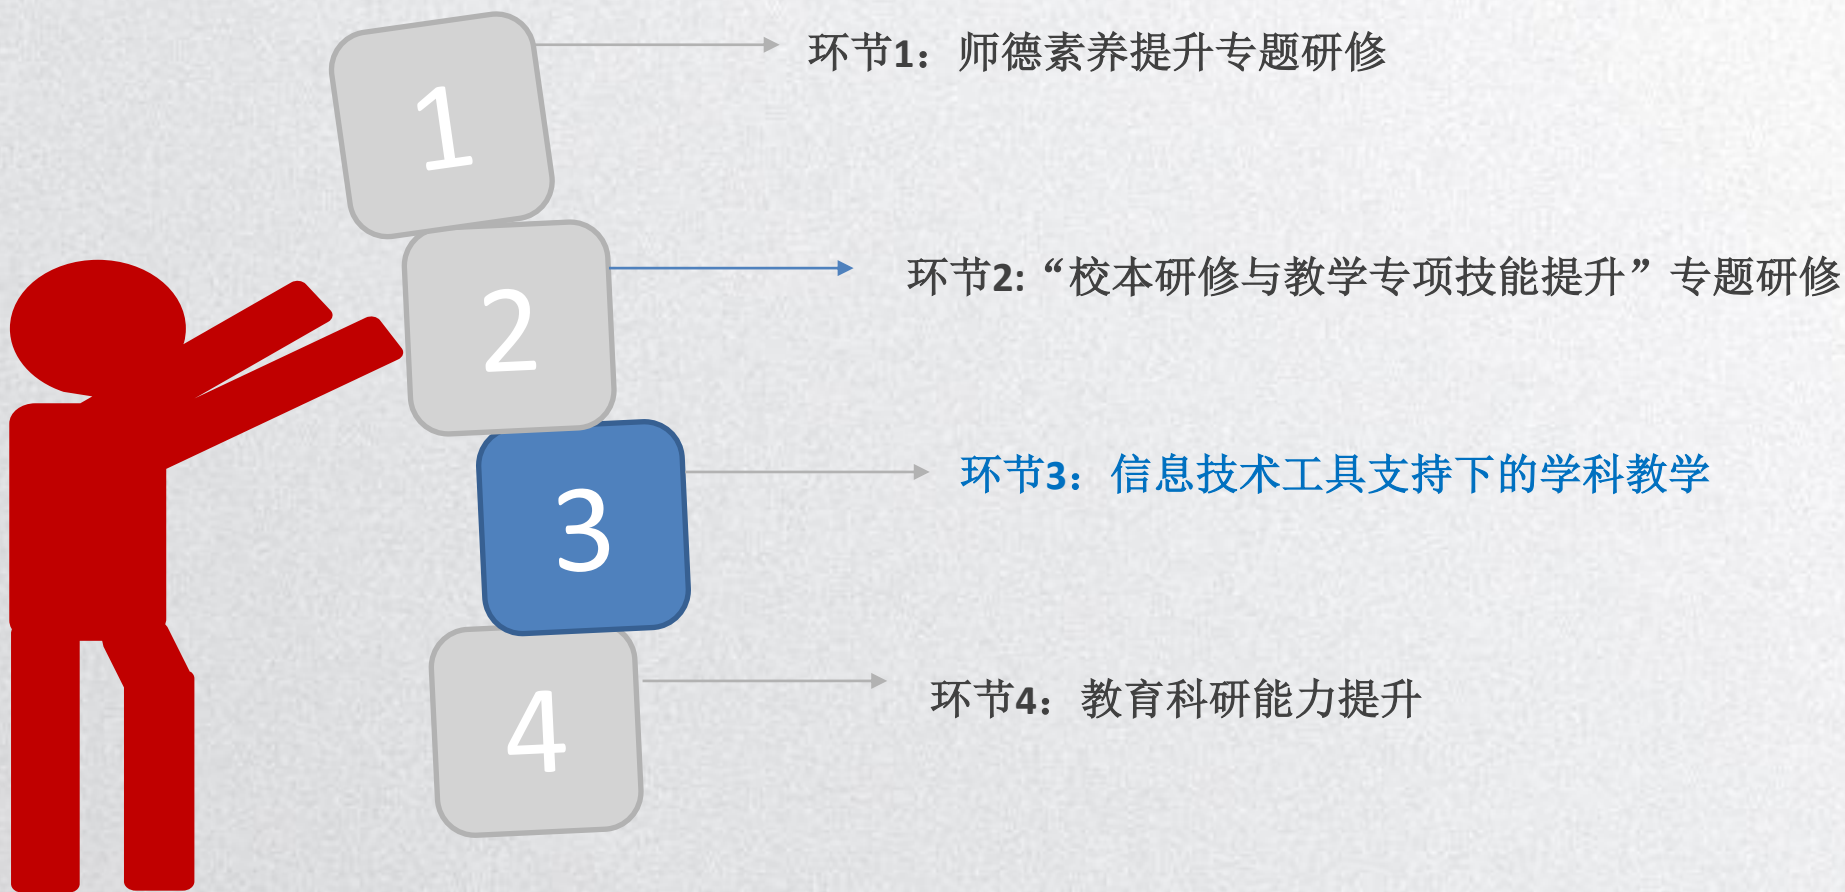 1
环节1：师德素养提升专题研修
2
环节2:“校本研修与教学专项技能提升”专题研修
3
环节3：信息技术工具支持下的学科教学
4
环节4：教育科研能力提升